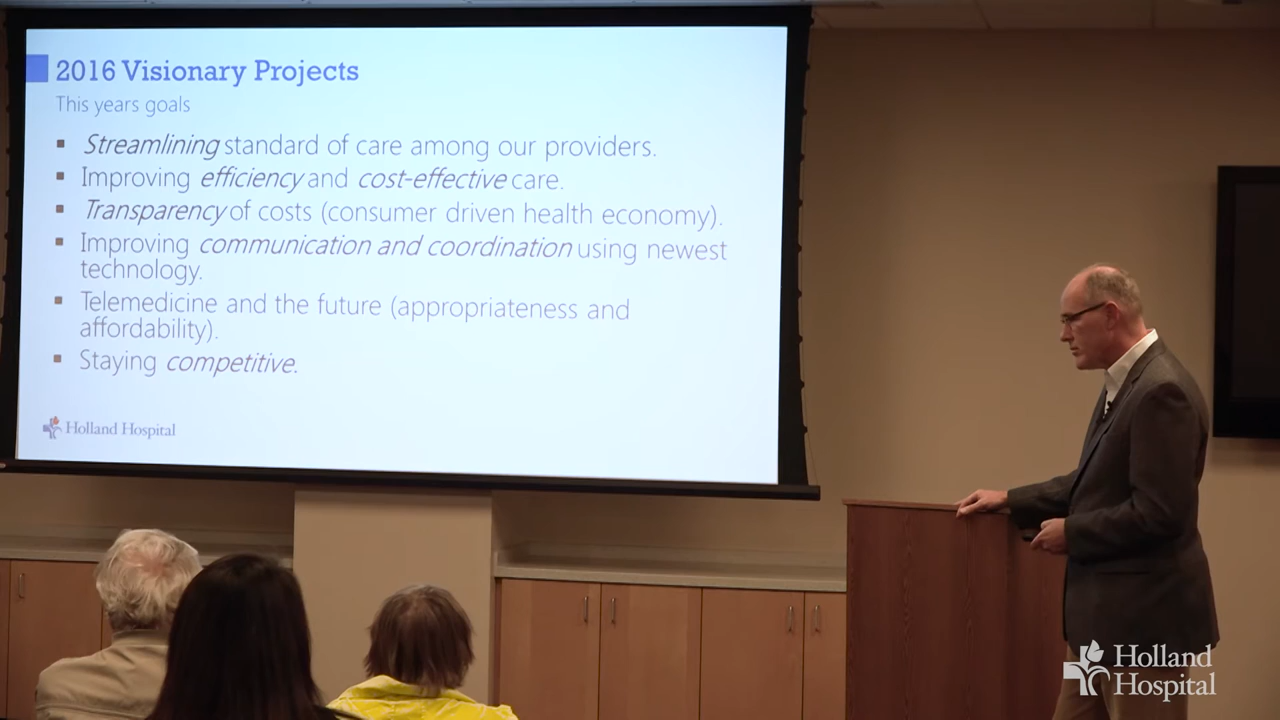 2016 Visionary Projects
This years goals
▪ Streamlining standard of care among our providers.
▪ Improving efficiency and cost-effective care.
▪ Transparency of costs (consumer driven health economy).
▪ Improving communication and coordination using newest
technology.
▪ Telemedicine and the future (appropriateness and
affordability).
▪ Staying competitive.
Holland Hospital
Holland
Hospital